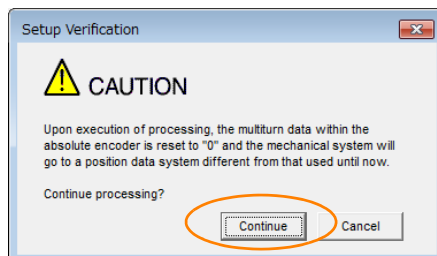 Setup Verification
CAUTION
Upon execution of processing, the multiturn data within the
absolute encoder is reset to "0" and the mechanical system will
go to a position data system different from that used until now.
Continue processing?
Continue Cancel